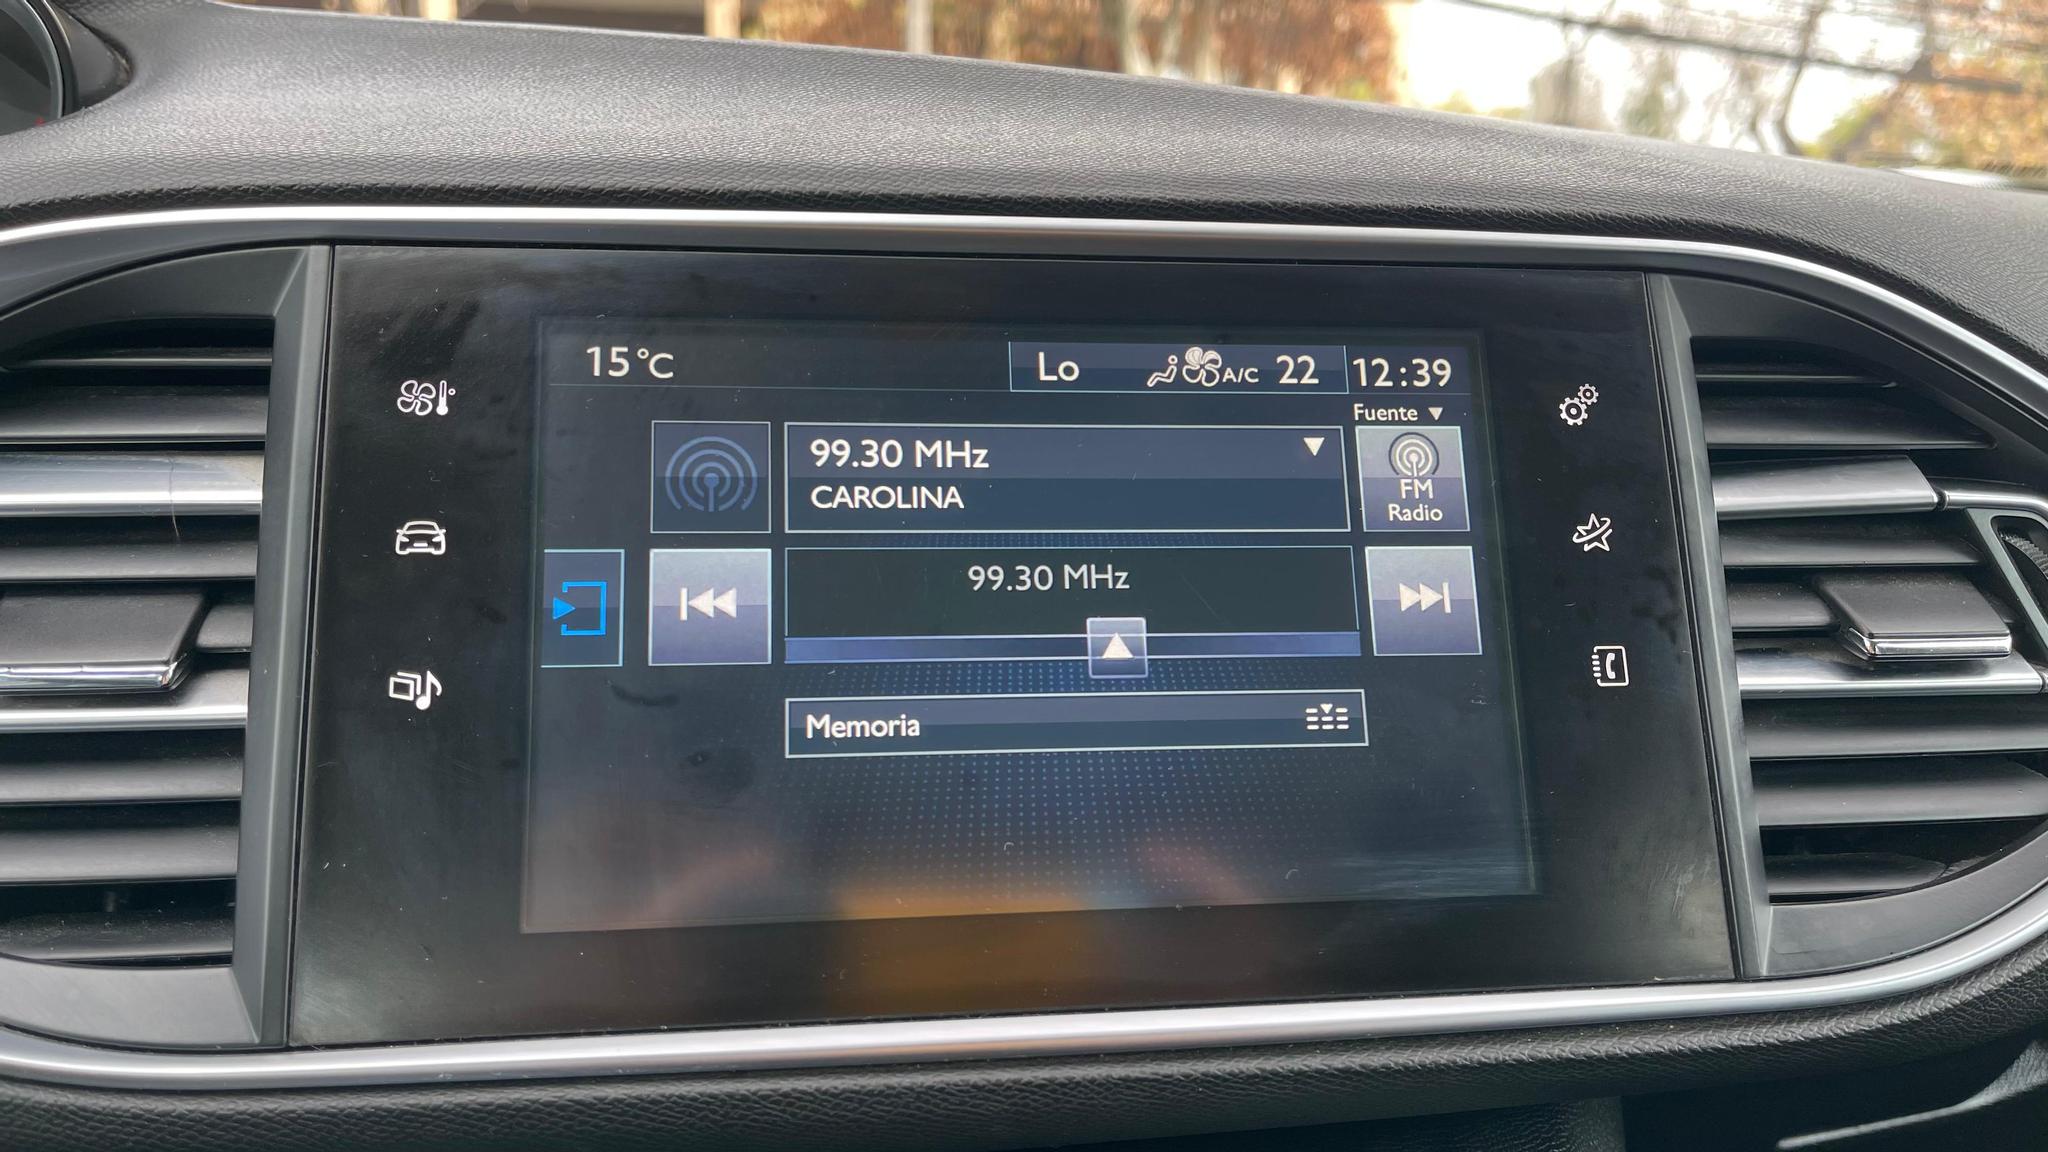 15°C
Lo A/C 22 12:39
Fuente
99.30 MHz
CAROLINA
FM
Radio
99.30 MHz
Memoria